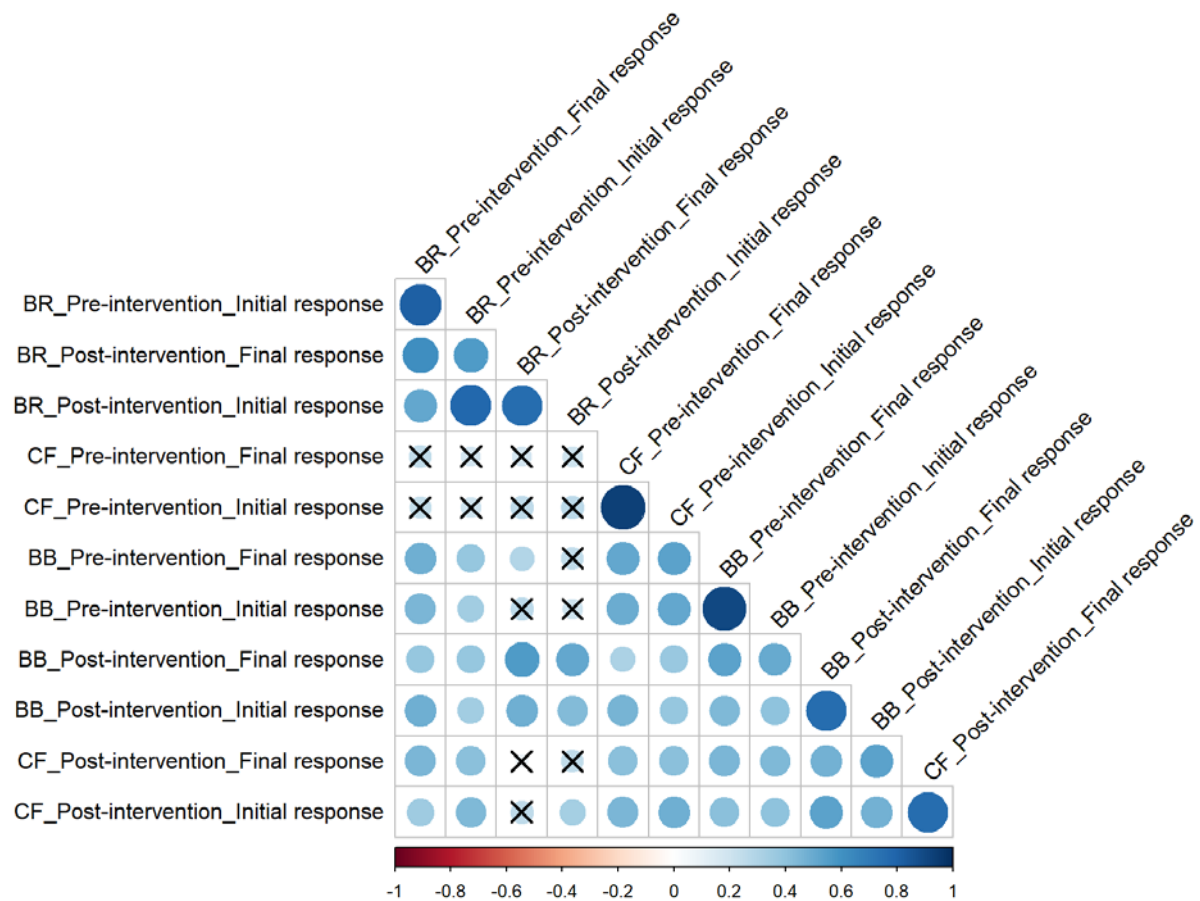 BR_Pre-intervention_Final response
BR_Pre-intervention_Initial response
BR_Post-intervention_Final response
BR_Post-intervention_Initial response
CF_Pre-intervention_Final response
CF_Pre-intervention_Initial response
BB_Pre-intervention_Final response
BB_Pre-intervention_Initial response
BB_Post-intervention_Final response
BB_Post-intervention_Initial response
CF_Post-intervention_Final response
BR_Pre-intervention_Initial response
BR_Post-intervention_Final response
BR_Post-intervention_Initial response
CF_Pre-intervention_Final response
CF_Pre-intervention_Initial response
BB_Pre-intervention_Final response
BB_Pre-intervention_Initial response
BB_Post-intervention_Final response
BB_Post-intervention_Initial response
CF_Post-intervention_Final response
CF_Post-intervention_Initial response
-1 -0.8 -0.6 -0.4 -0.2 0 0.2 0.4 0.6 0.8 1